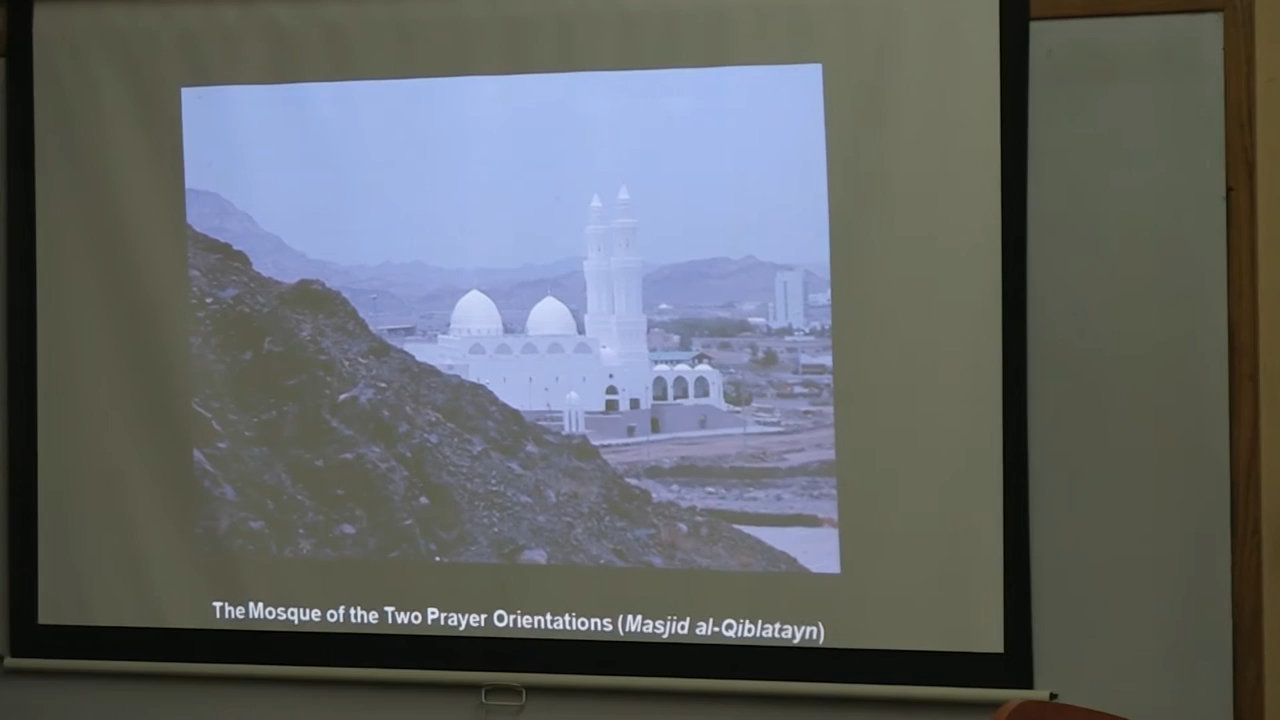 The Mosque of the Two Prayer Orientations (Masjid al-Qiblatayn)